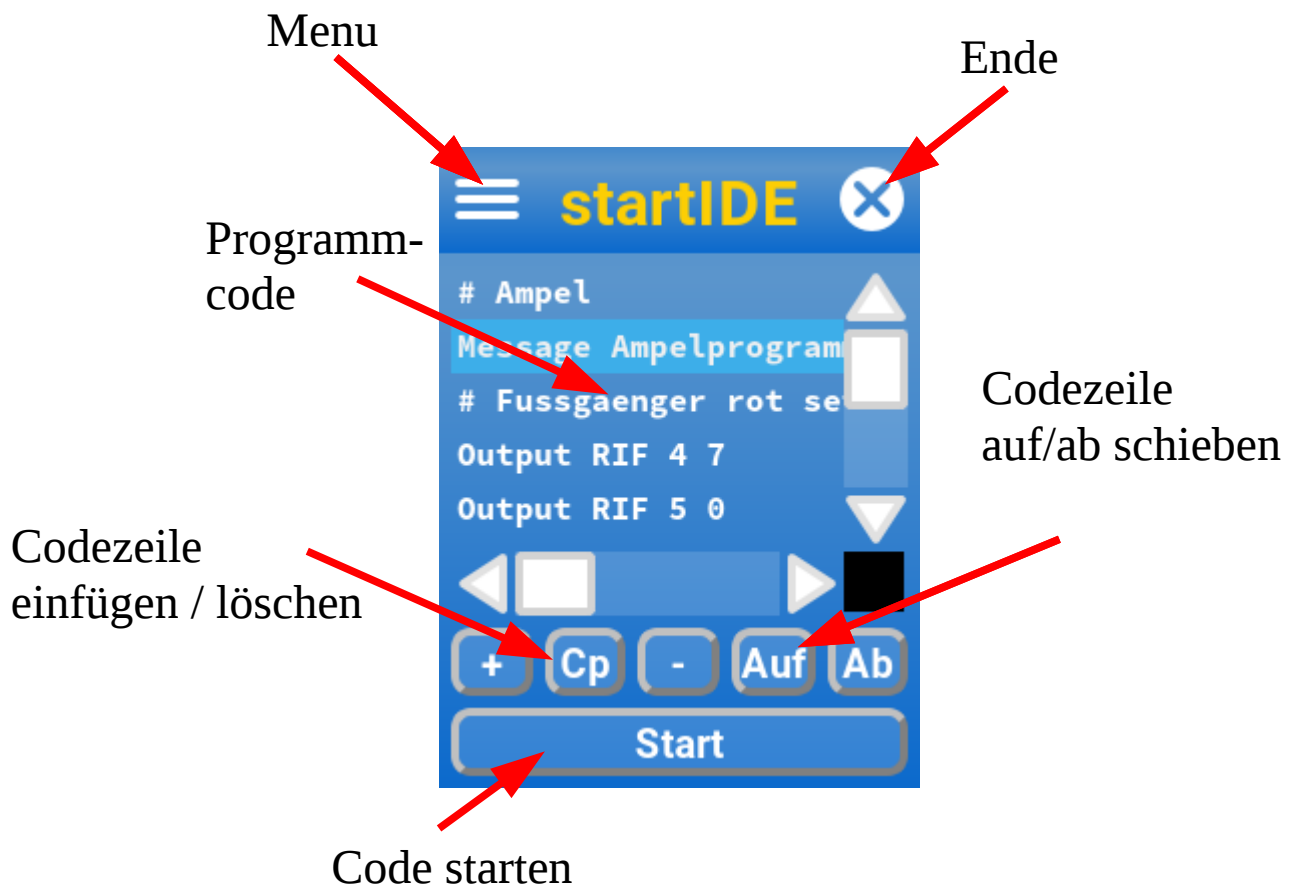 Menu
Ende
startIDE
Programm-
code
# Ampel
Message Ampelprogram
# Fussgaenger rot se
Output RIF 4 7
Output RIF 5 0
Codezeile
auf/ab schieben
Codezeile
einfügen / löschen
+ Cp - Auf Ab
Start
Code starten